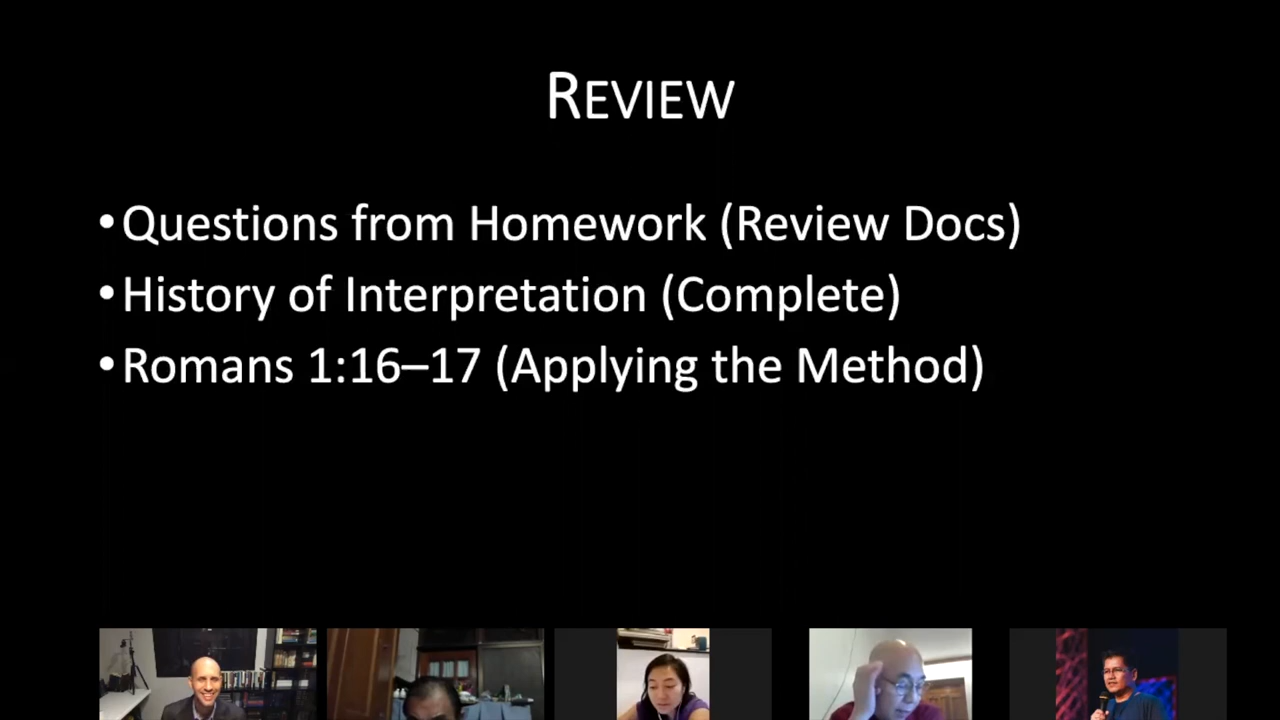 REVIEW
•Questions from Homework (Review Docs)
•History of Interpretation (Complete)
•Romans 1:16–17 (Applying the Method)